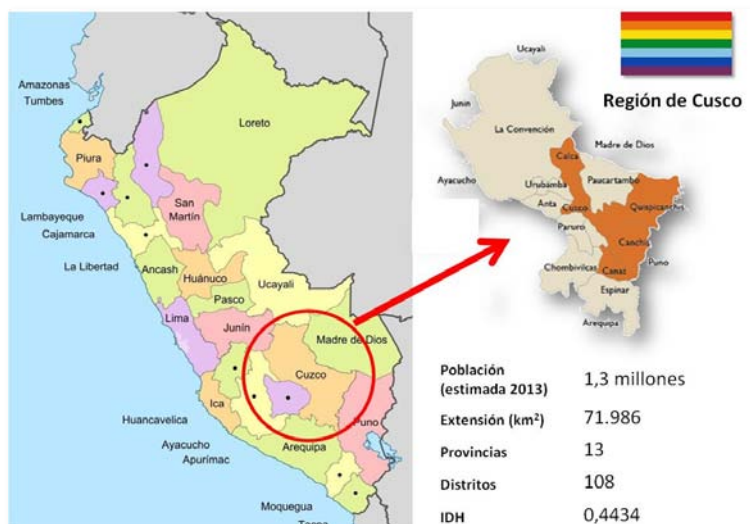 Amazonas
Tumbes
Piura
Loreto
San
Martín
Lambayeque
Cajamarca
La Libertad
Ancash
Huánuco
Ucayali
Pasco
Lima
Junín
Madre de Dios
Cuzco
Ica
Puno
Huancavelica
Ayacucho
Apurímac
Arequipa
Moquegua
Tacna
Región de Cusco
Ucayali
Junin
La Convención
Madre de Dios
Calca
Ayacucho
Urubamba
Paucartambo
Anta
Cusco
Quispicanchis
Paruro
Canchis
Chombivilcas
Canas
Puno
Espinar
Arequipa
Población
(estimada 2013) 1,3 millones
Extensión (km²) 71.986
Provincias 13
Distritos 108
IDH 0,4434